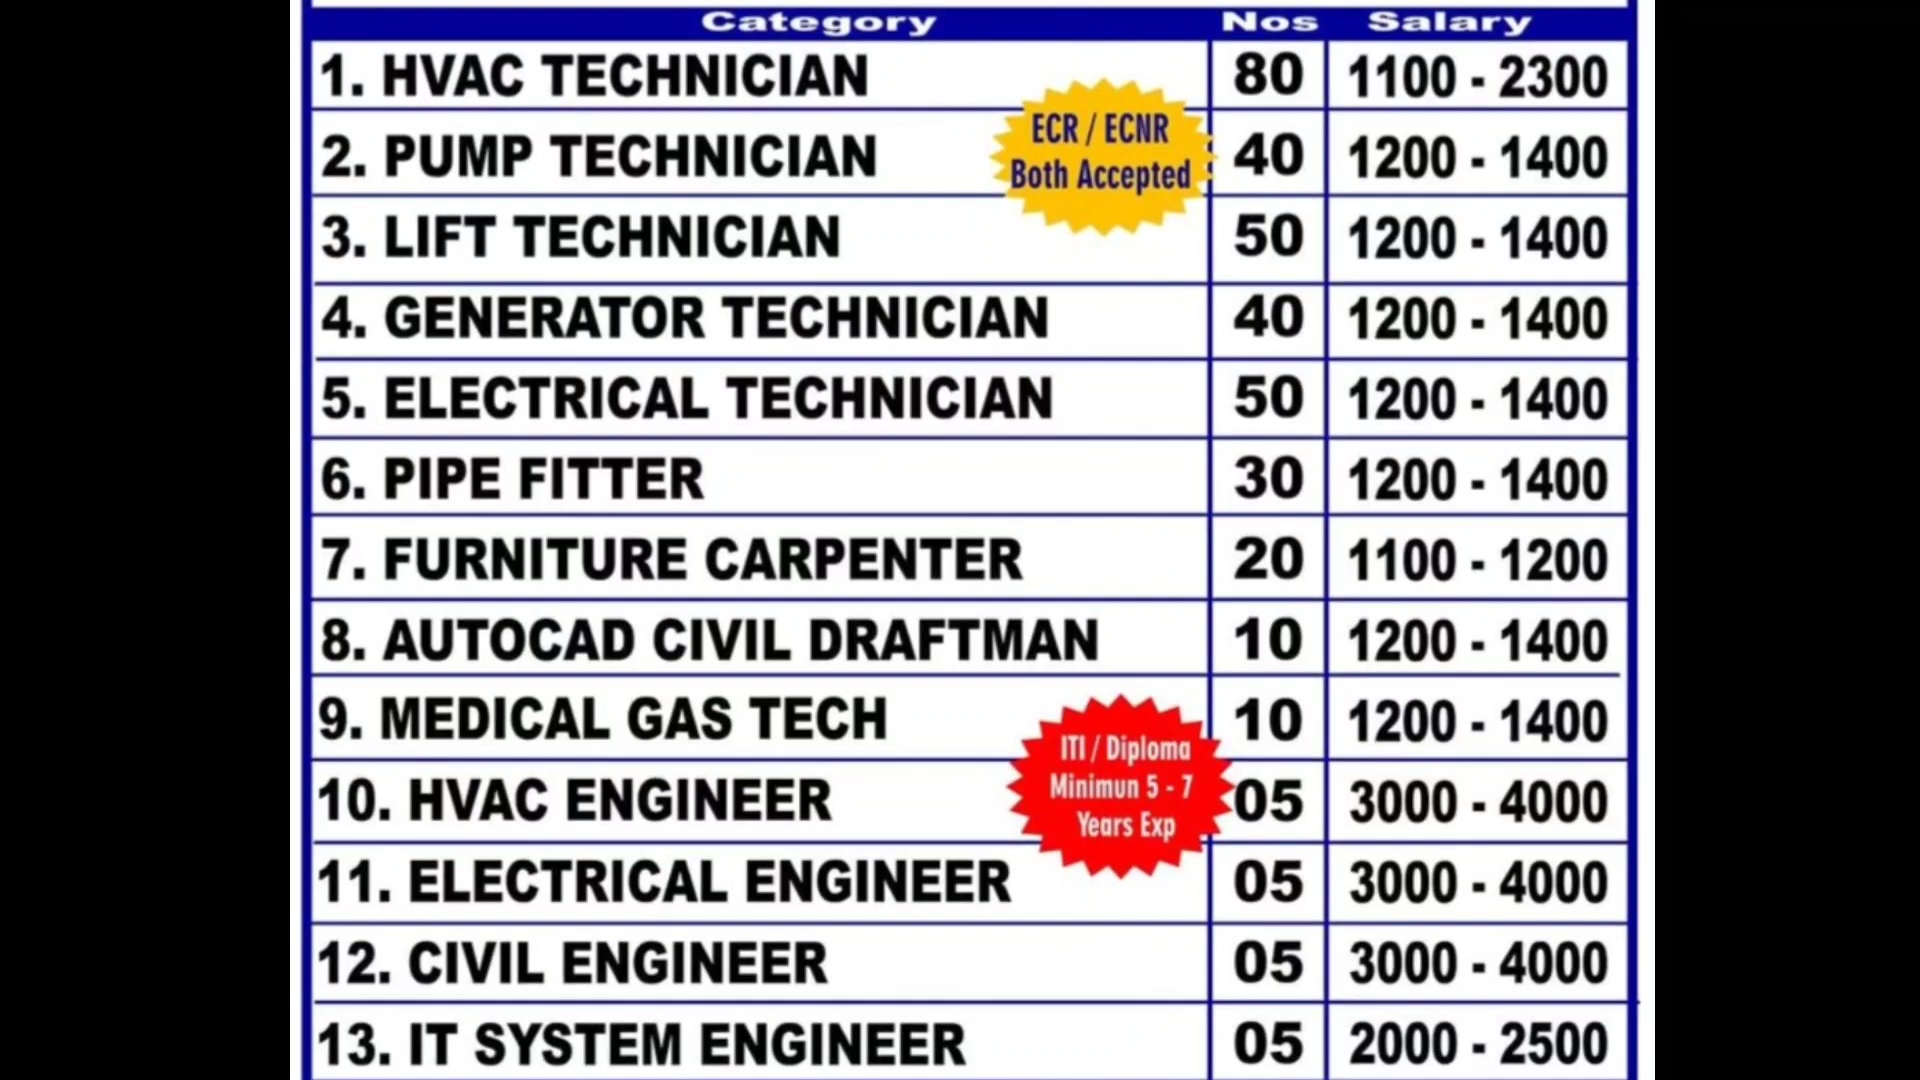 Category Nos Salary
1. HVAC TECHNICIAN 80 1100 - 2300
ECR / ECNR
Both Accepted
2. PUMP TECHNICIAN 40 1200 - 1400
3. LIFT TECHNICIAN 50 1200 - 1400
4. GENERATOR TECHNICIAN 40 1200 - 1400
5. ELECTRICAL TECHNICIAN 50 1200 - 1400
6. PIPE FITTER 30 1200 - 1400
7. FURNITURE CARPENTER 20 1100 - 1200
8. AUTOCAD CIVIL DRAFTMAN 10 1200 - 1400
9. MEDICAL GAS TECH 10 1200 - 1400
ITI / Diploma
Minimun 5 - 7
Years Exp
10. HVAC ENGINEER 05 3000 - 4000
11. ELECTRICAL ENGINEER 05 3000 - 4000
12. CIVIL ENGINEER 05 3000 - 4000
13. IT SYSTEM ENGINEER 05 2000 - 2500